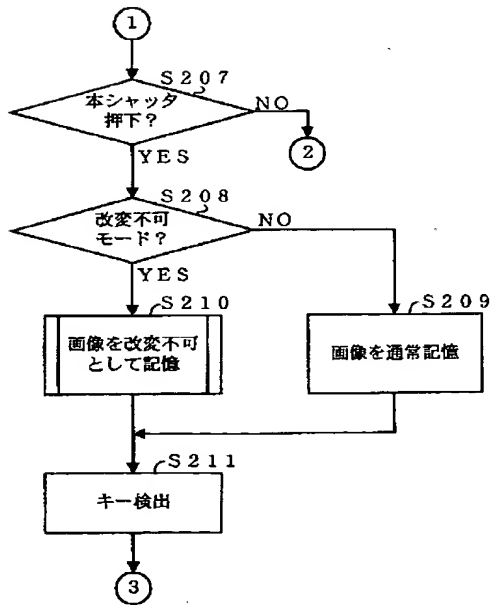 1
S207
本シャッタ
押下?
NO
2
YES
S208
改変不可
モード?
NO
YES
S210
画像を改変不可
として記憶
S209
画像を通常記憶
S211
キー検出
3